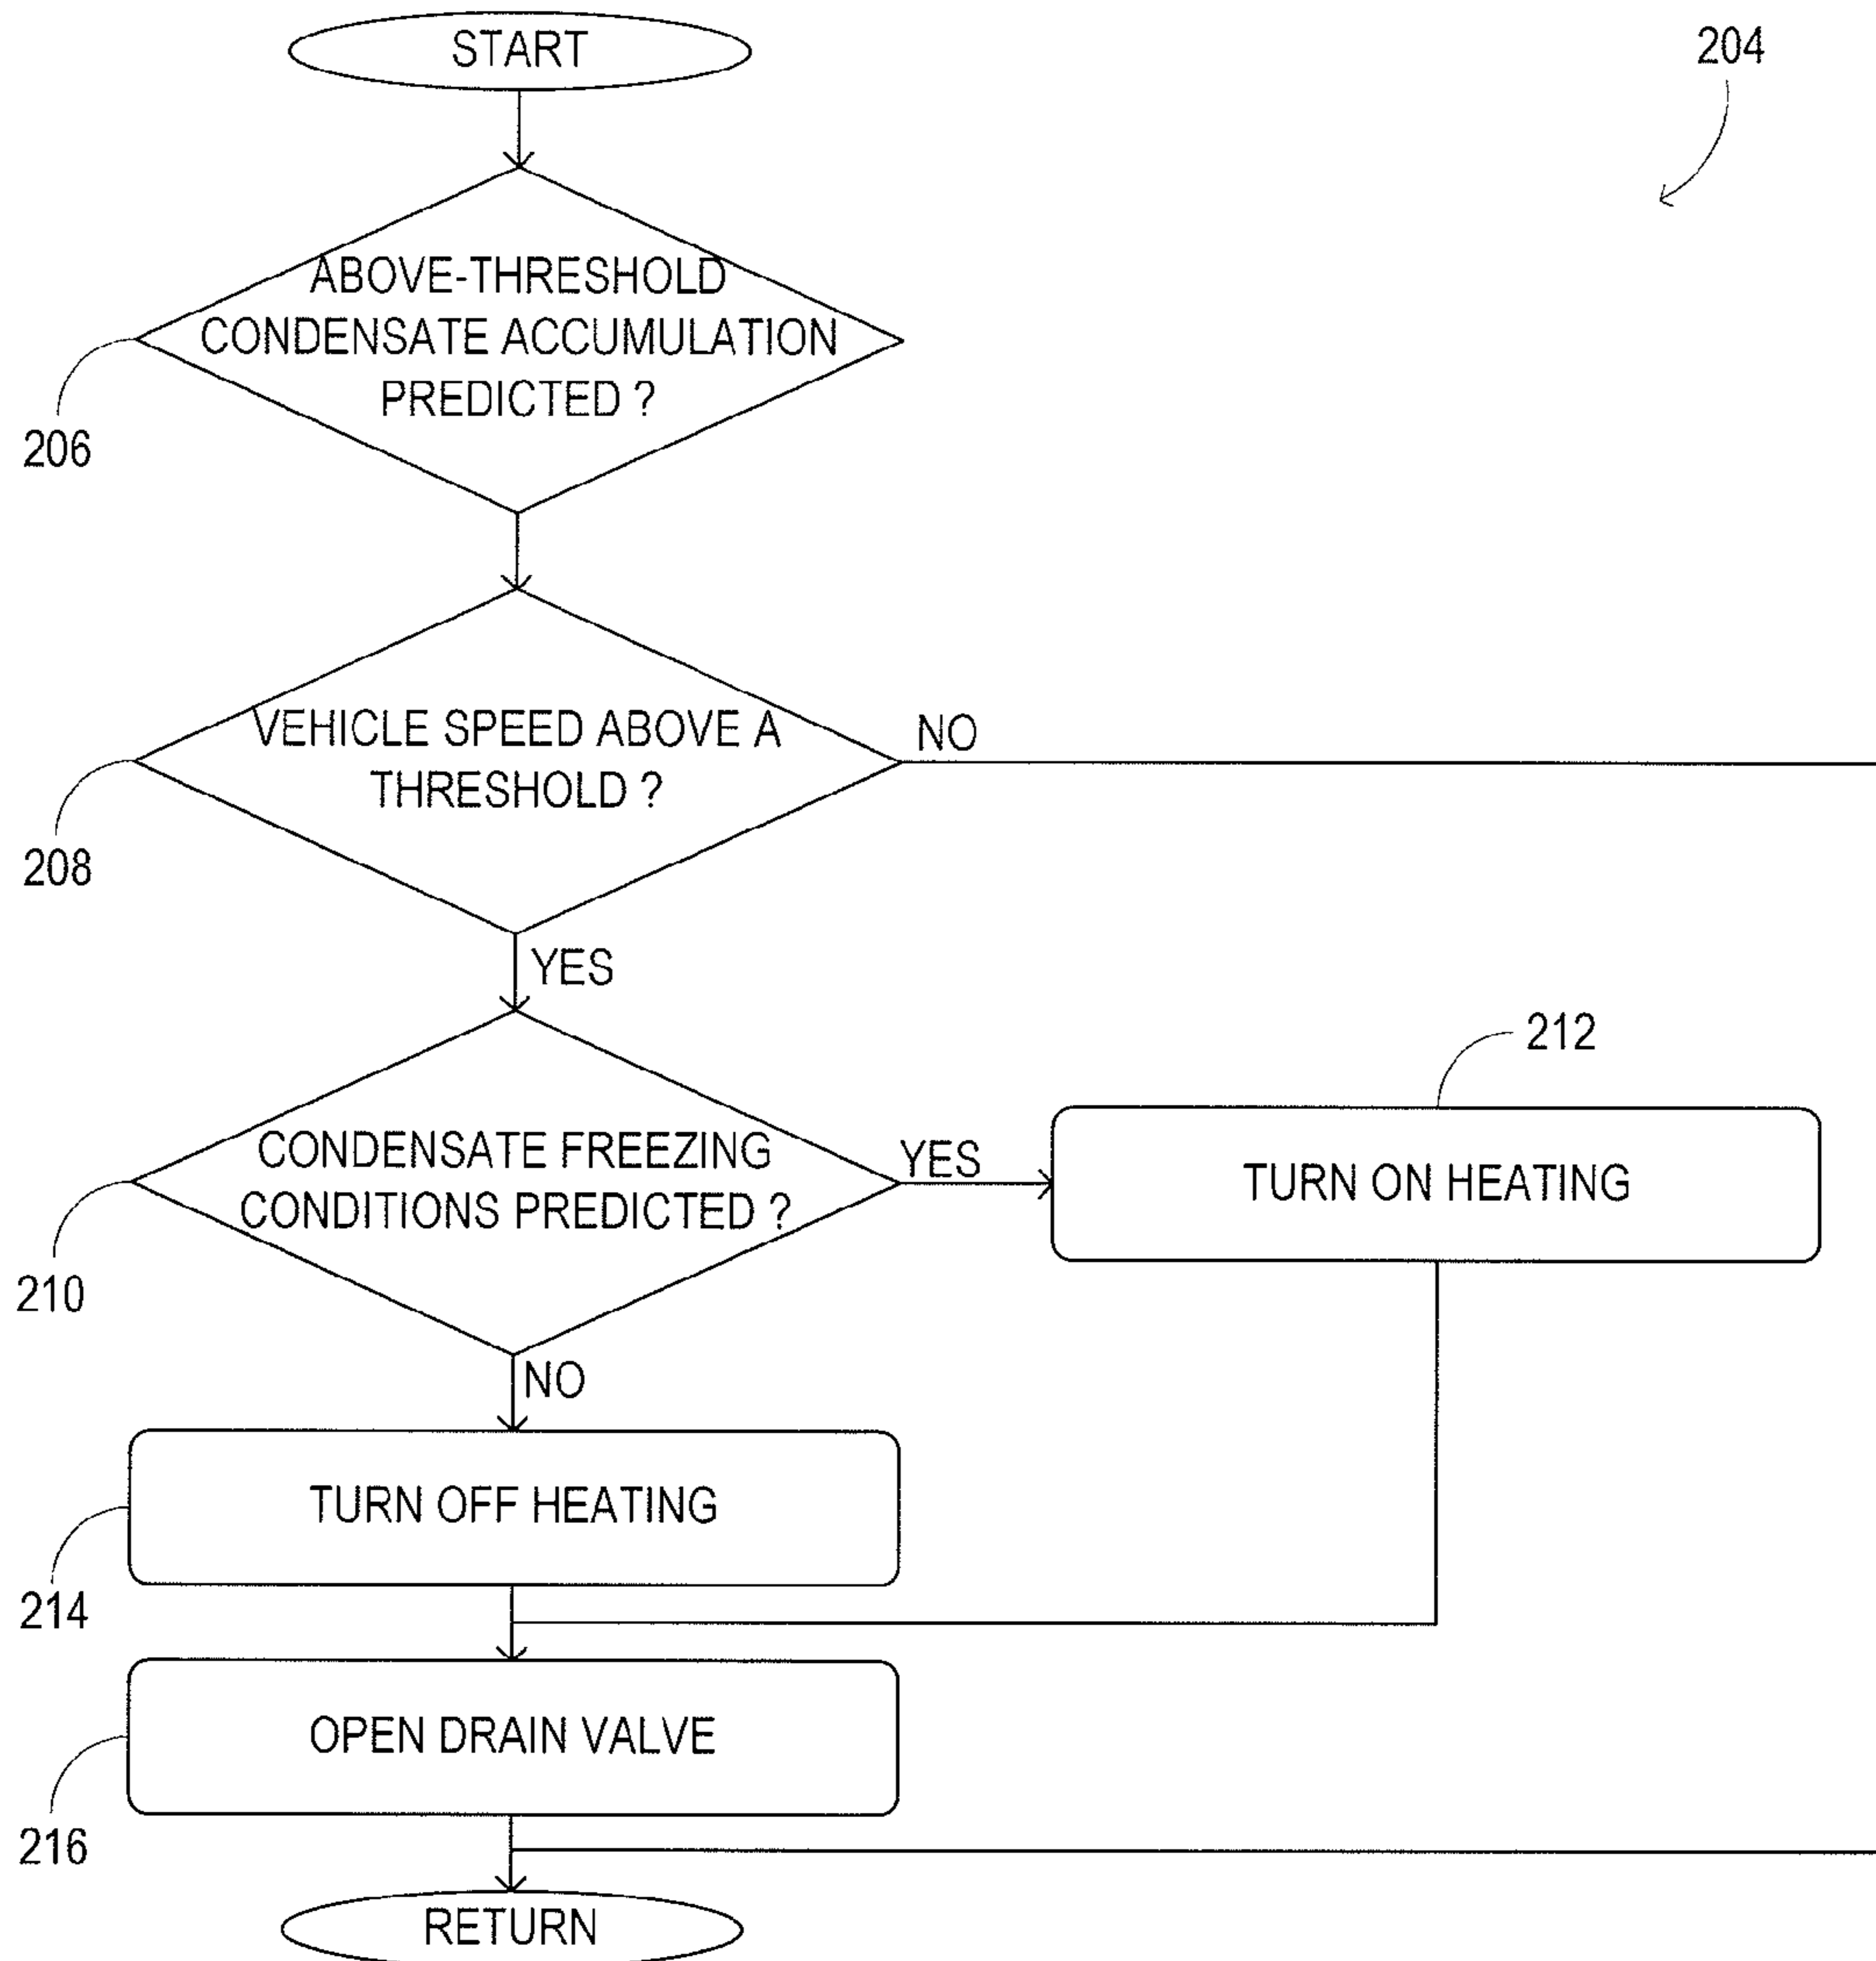 START
204
ABOVE-THRESHOLD
CONDENSATE ACCUMULATION
PREDICTED ?
206
VEHICLE SPEED ABOVE A
THRESHOLD ?
NO
208
YES
212
CONDENSATE FREEZING
CONDITIONS PREDICTED ?
YES
TURN ON HEATING
210
NO
TURN OFF HEATING
214
OPEN DRAIN VALVE
216
RETURN